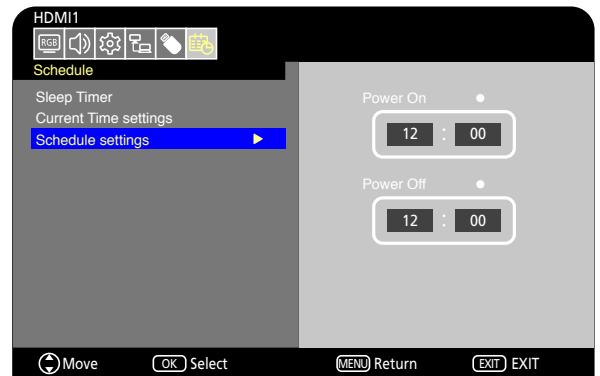 HDMI1
RGB
Schedule
Sleep Timer
Current Time settings
Schedule settings
Power On
12 : 00
Power Off
12 : 00
Move OK Select MENU Return EXIT EXIT